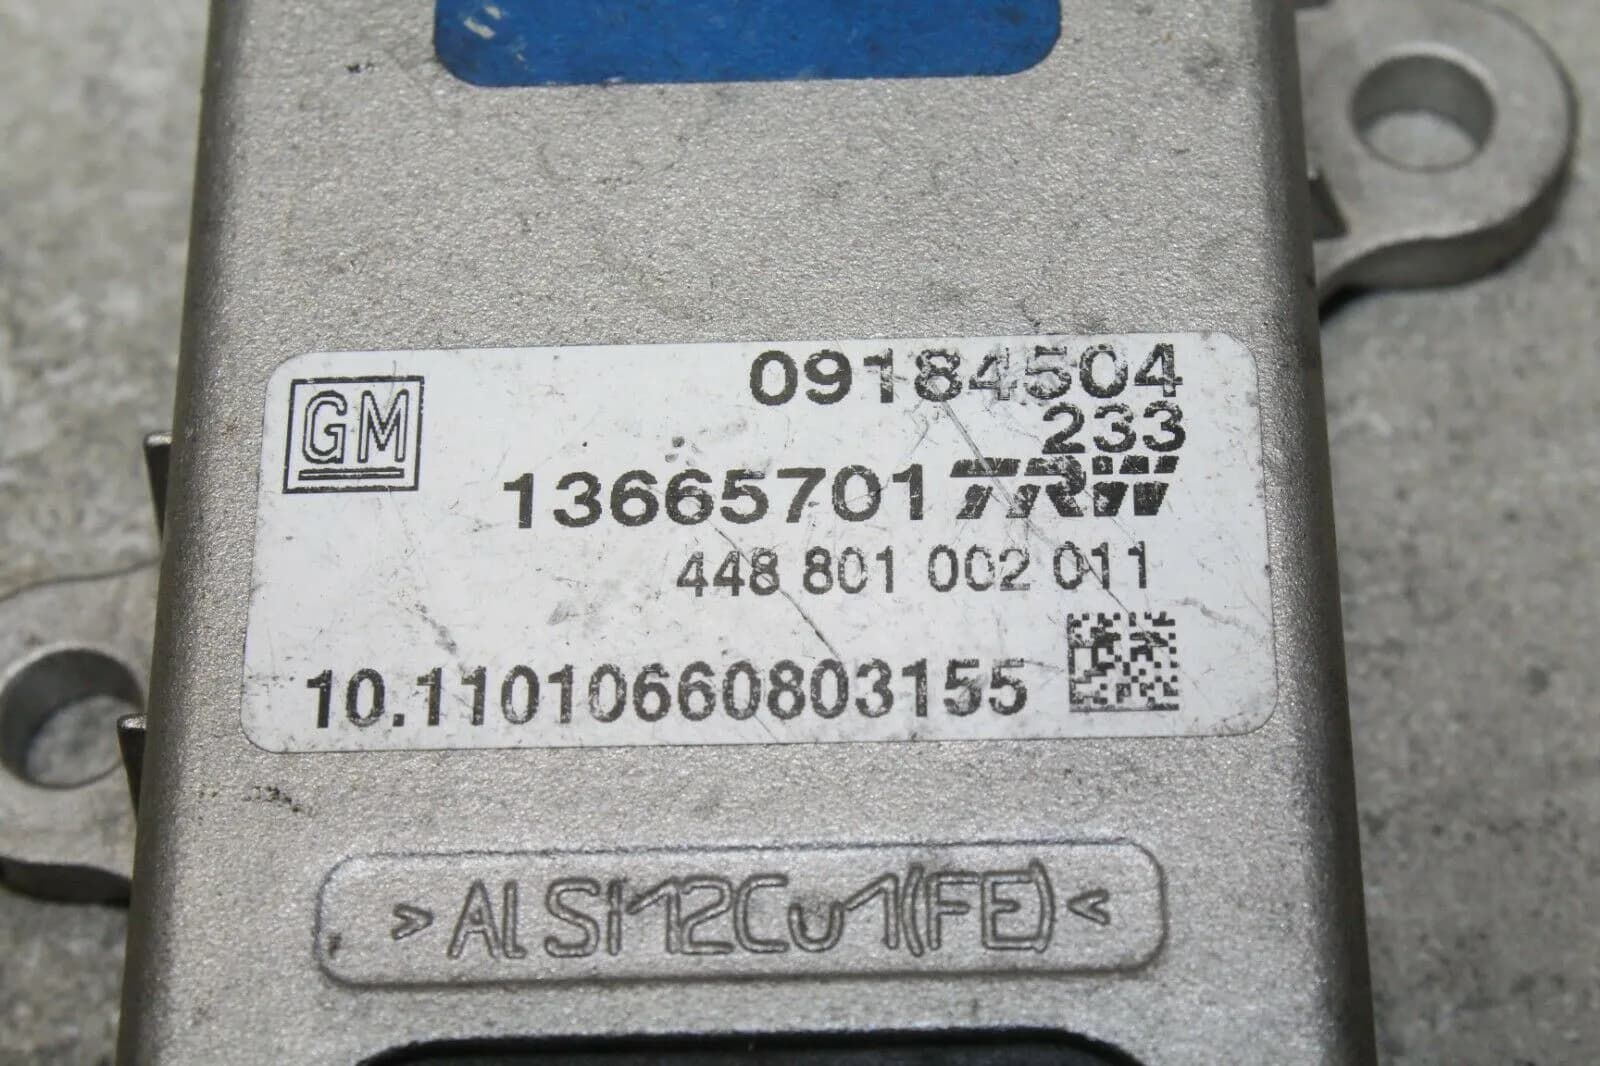 09184504
233
GM
13665701 TRW
448 801 002 011
10.11010660803155
>AlSi12Cu1(FE)<